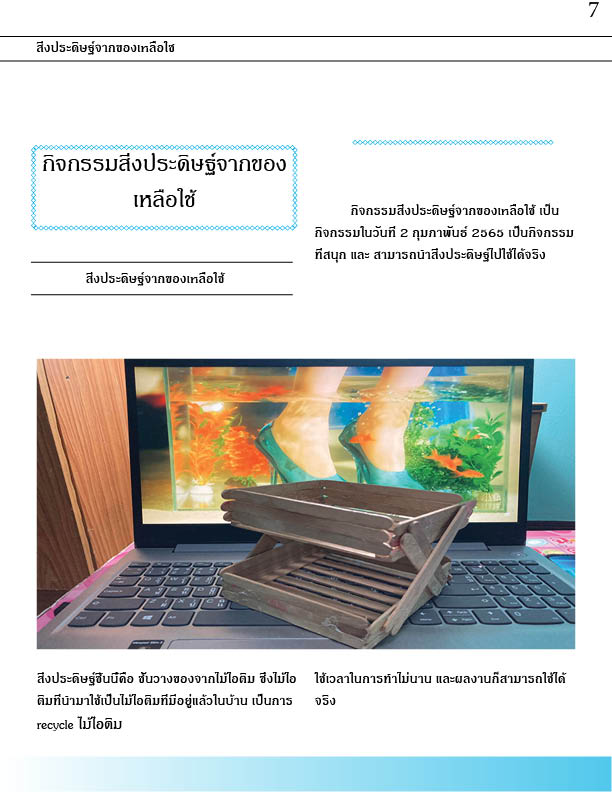 7
สิ่งประดิษฐ์จากของเหลือใช้
กิจกรรมสิ่งประดิษฐ์จากของ
เหลือใช้
สิ่งประดิษฐ์จากของเหลือใช้
กิจกรรมสิ่งประดิษฐ์จากของเหลือใช้ เป็น
กิจกรรมในวันที่ 2 กุมภาพันธ์ 2565 เป็นกิจกรรม
ที่สนุก และ สามารถนำสิ่งประดิษฐ์ไปใช้ได้จริง
สิ่งประดิษฐ์ชิ้นนี้คือ ชั้นวางของจากไม้ไอติม ซึ่งไม้ไอ
ติมที่นำมาใช้เป็นไม้ไอติมที่มีอยู่แล้วในบ้าน เป็นการ
recycle ไม้ไอติม
ใช้เวลาในการทำไม่นาน และผลงานก็สามารถใช้ได้
จริง